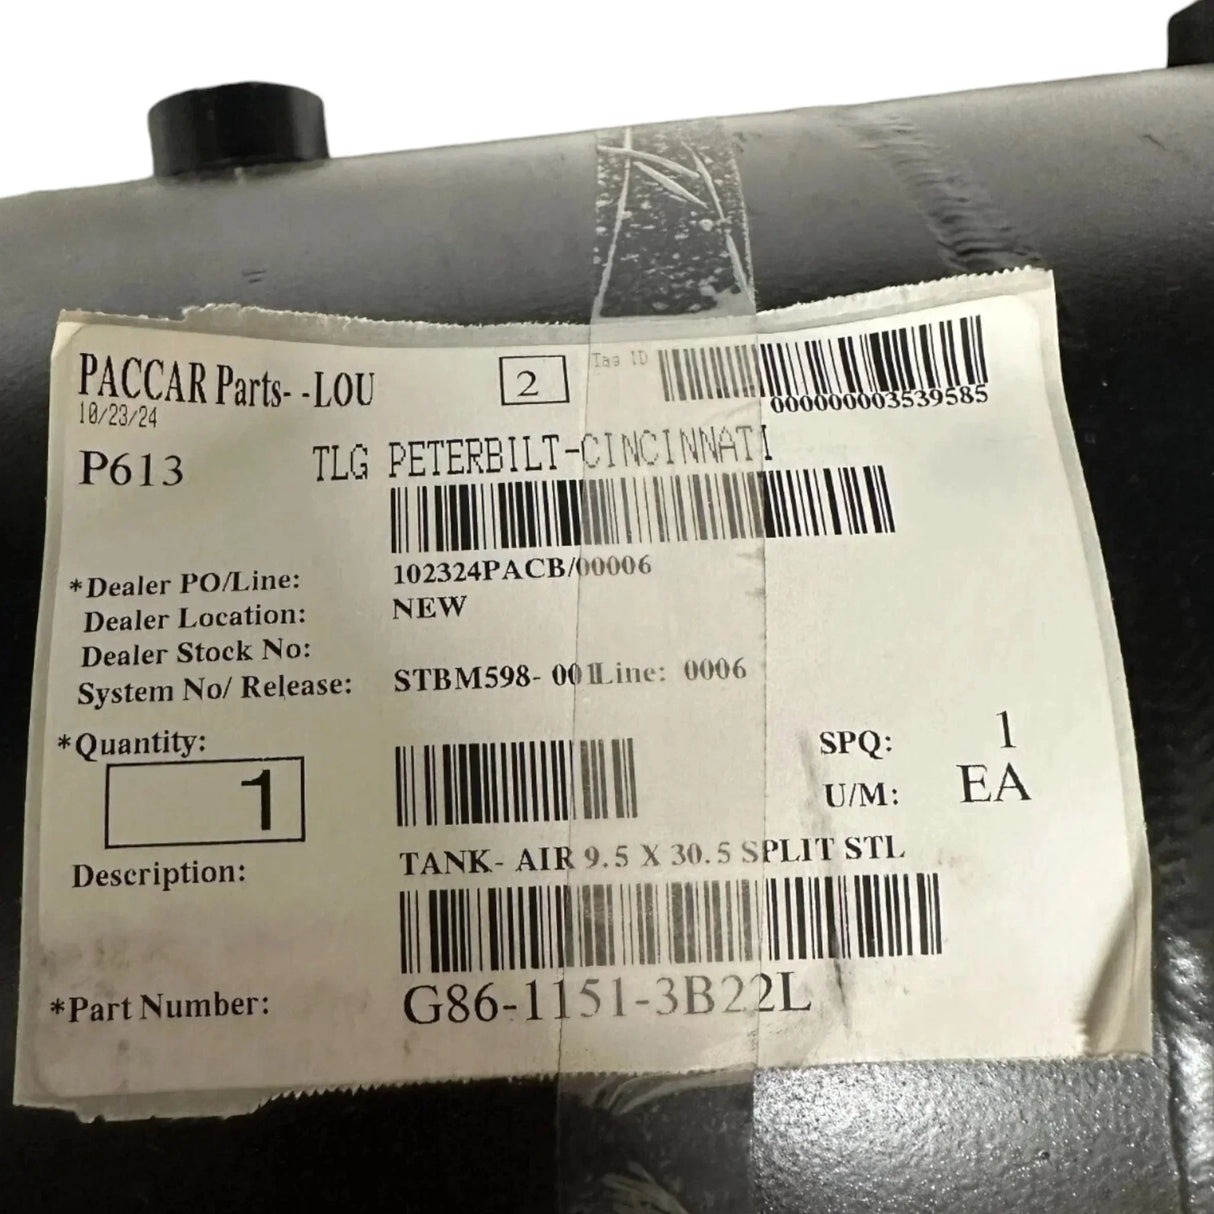 PACCAR Parts- -LOU
2
Tag ID
000000003539585
10/23/24
P613
TLG PETERBILT-CINCINNATI
*Dealer PO/Line: 102324PACB/00006
Dealer Location: NEW
Dealer Stock No:
System No/ Release: STBM598- 001Line: 0006
*Quantity:
1
SPQ: 1
U/M: EA
Description: TANK- AIR 9.5 X 30.5 SPLIT STL
*Part Number: G86-1151-3B22L